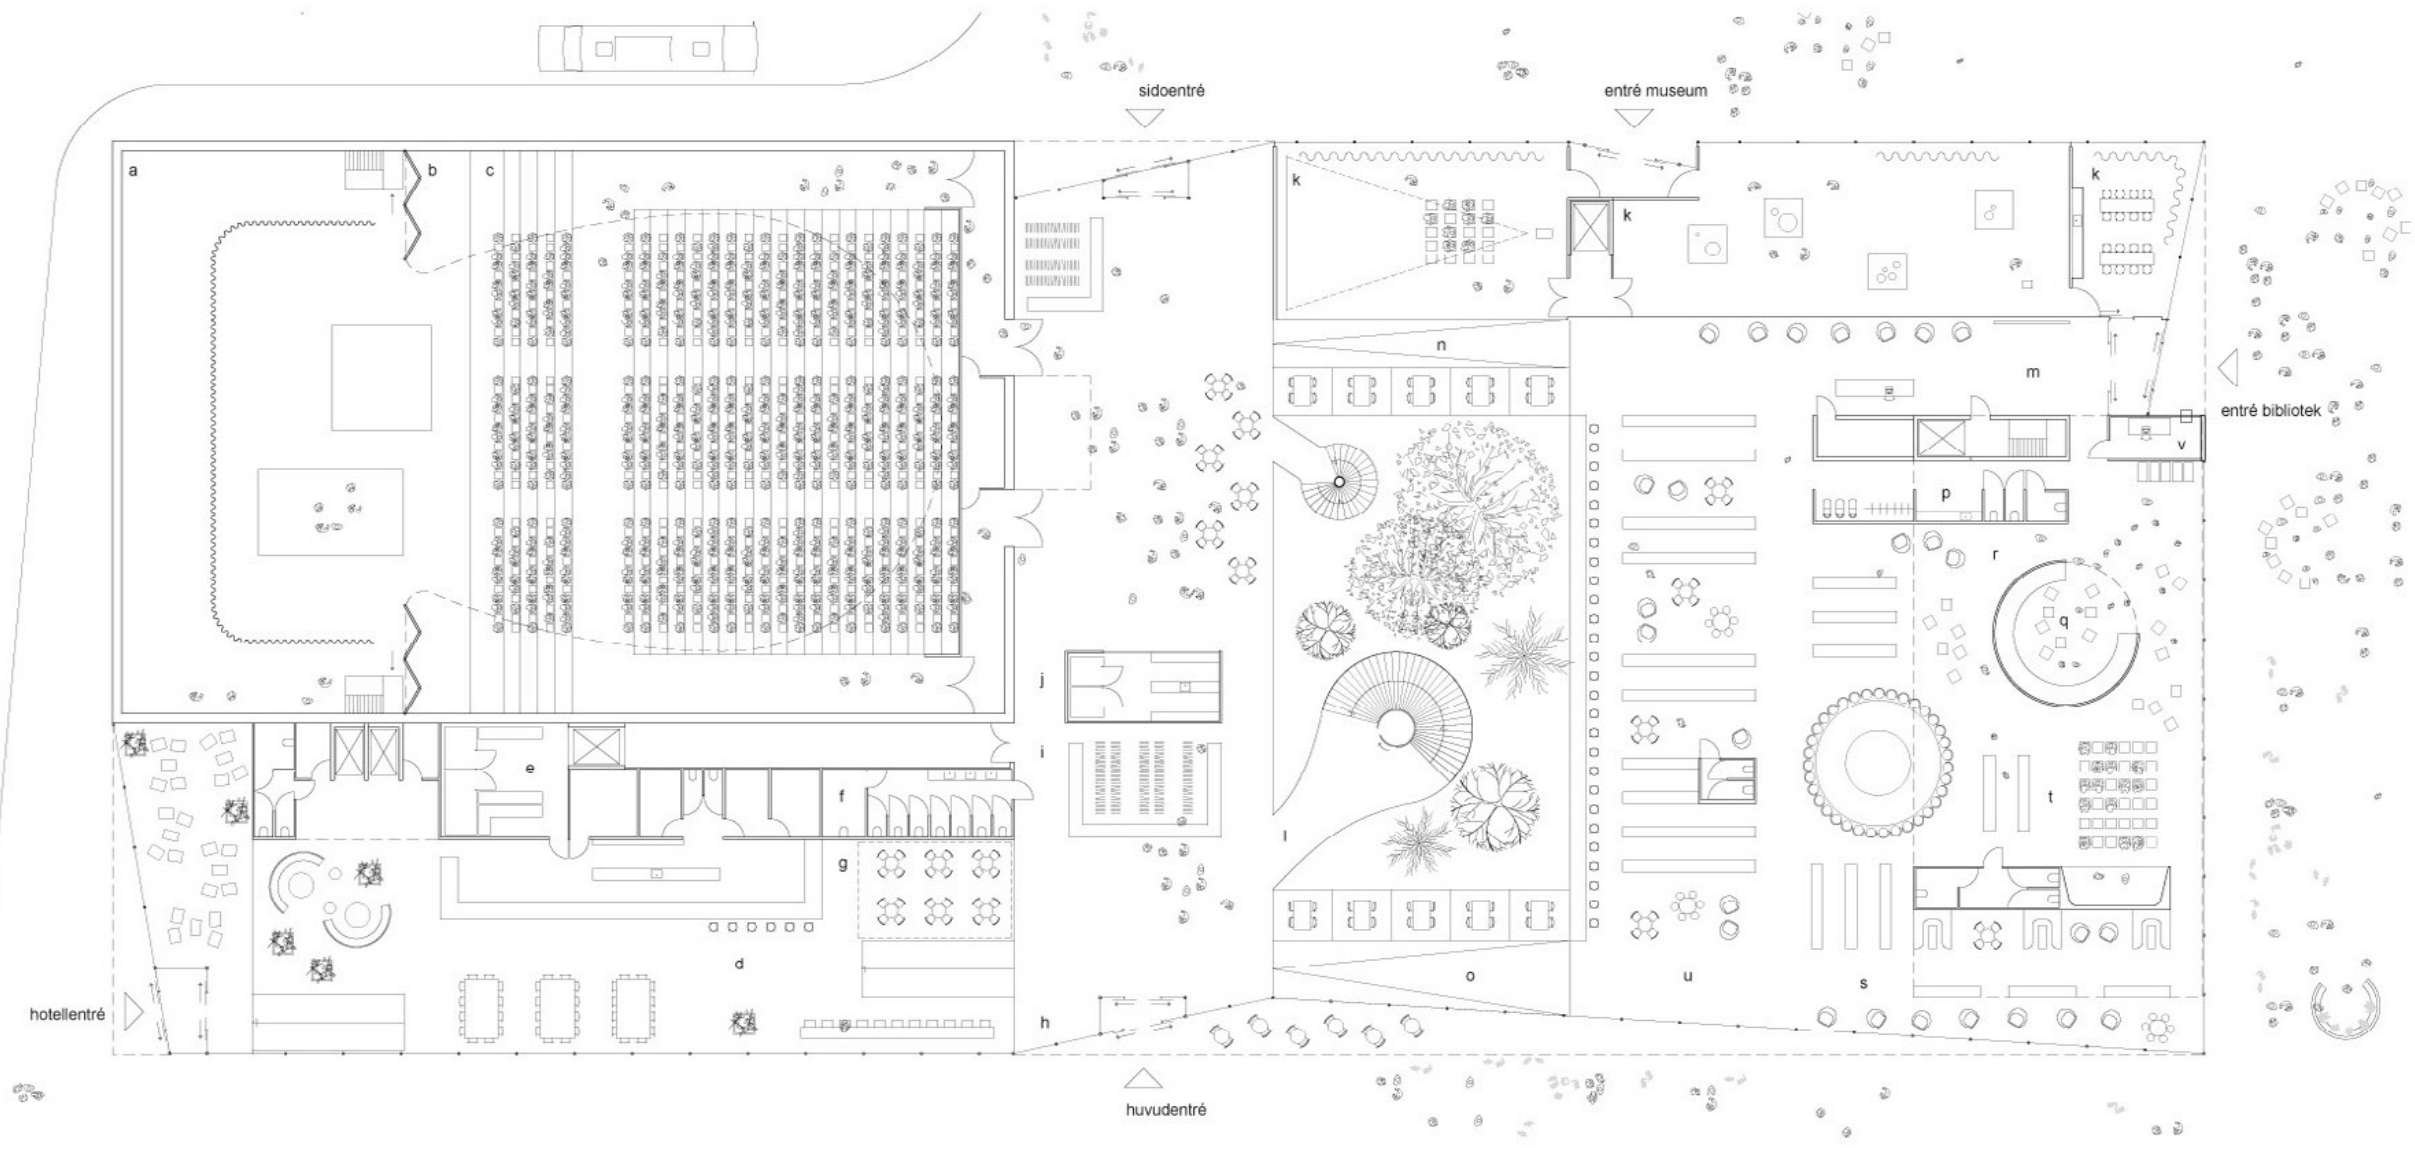 sidoentré
entré museum
a
b
c
k
k
k
n
m
entré bibliotek
v
p
r
q
j
i
e
f
t
l
g
d
o
u
s
hotellentré
h
huvudentré